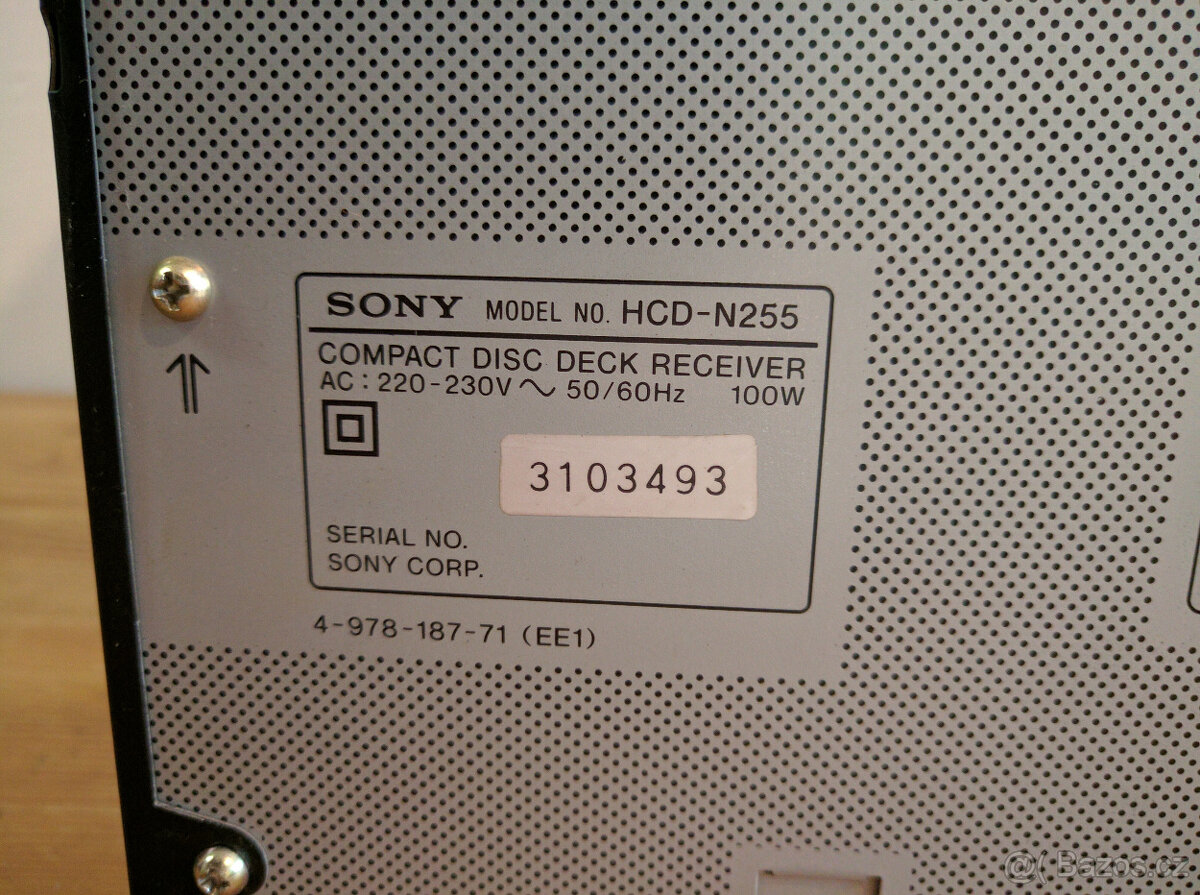 SONY MODEL NO. HCD-N255
COMPACT DISC DECK RECEIVER
AC : 220-230V ~ 50/60Hz 100W
3103493
SERIAL NO.
SONY CORP.
4-978-187-71 (EE1)
@( Bazos.cz